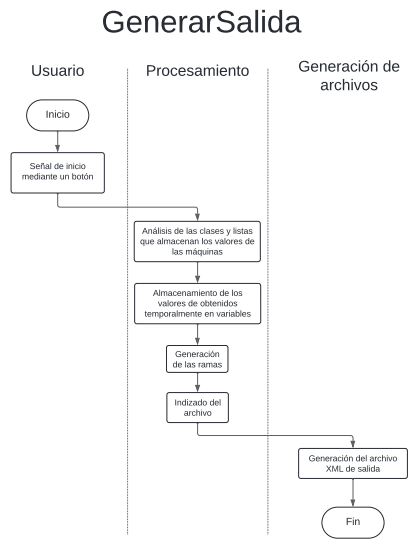 GenerarSalida
Usuario
Procesamiento
Generación de
archivos
Inicio
Señal de inicio
mediante un botón
Análisis de las clases y listas
que almacenan los valores de
las máquinas
Almacenamiento de los
valores de obtenidos
temporalmente en variables
Generación
de las ramas
Indizado del
archivo
Generación del archivo
XML de salida
Fin